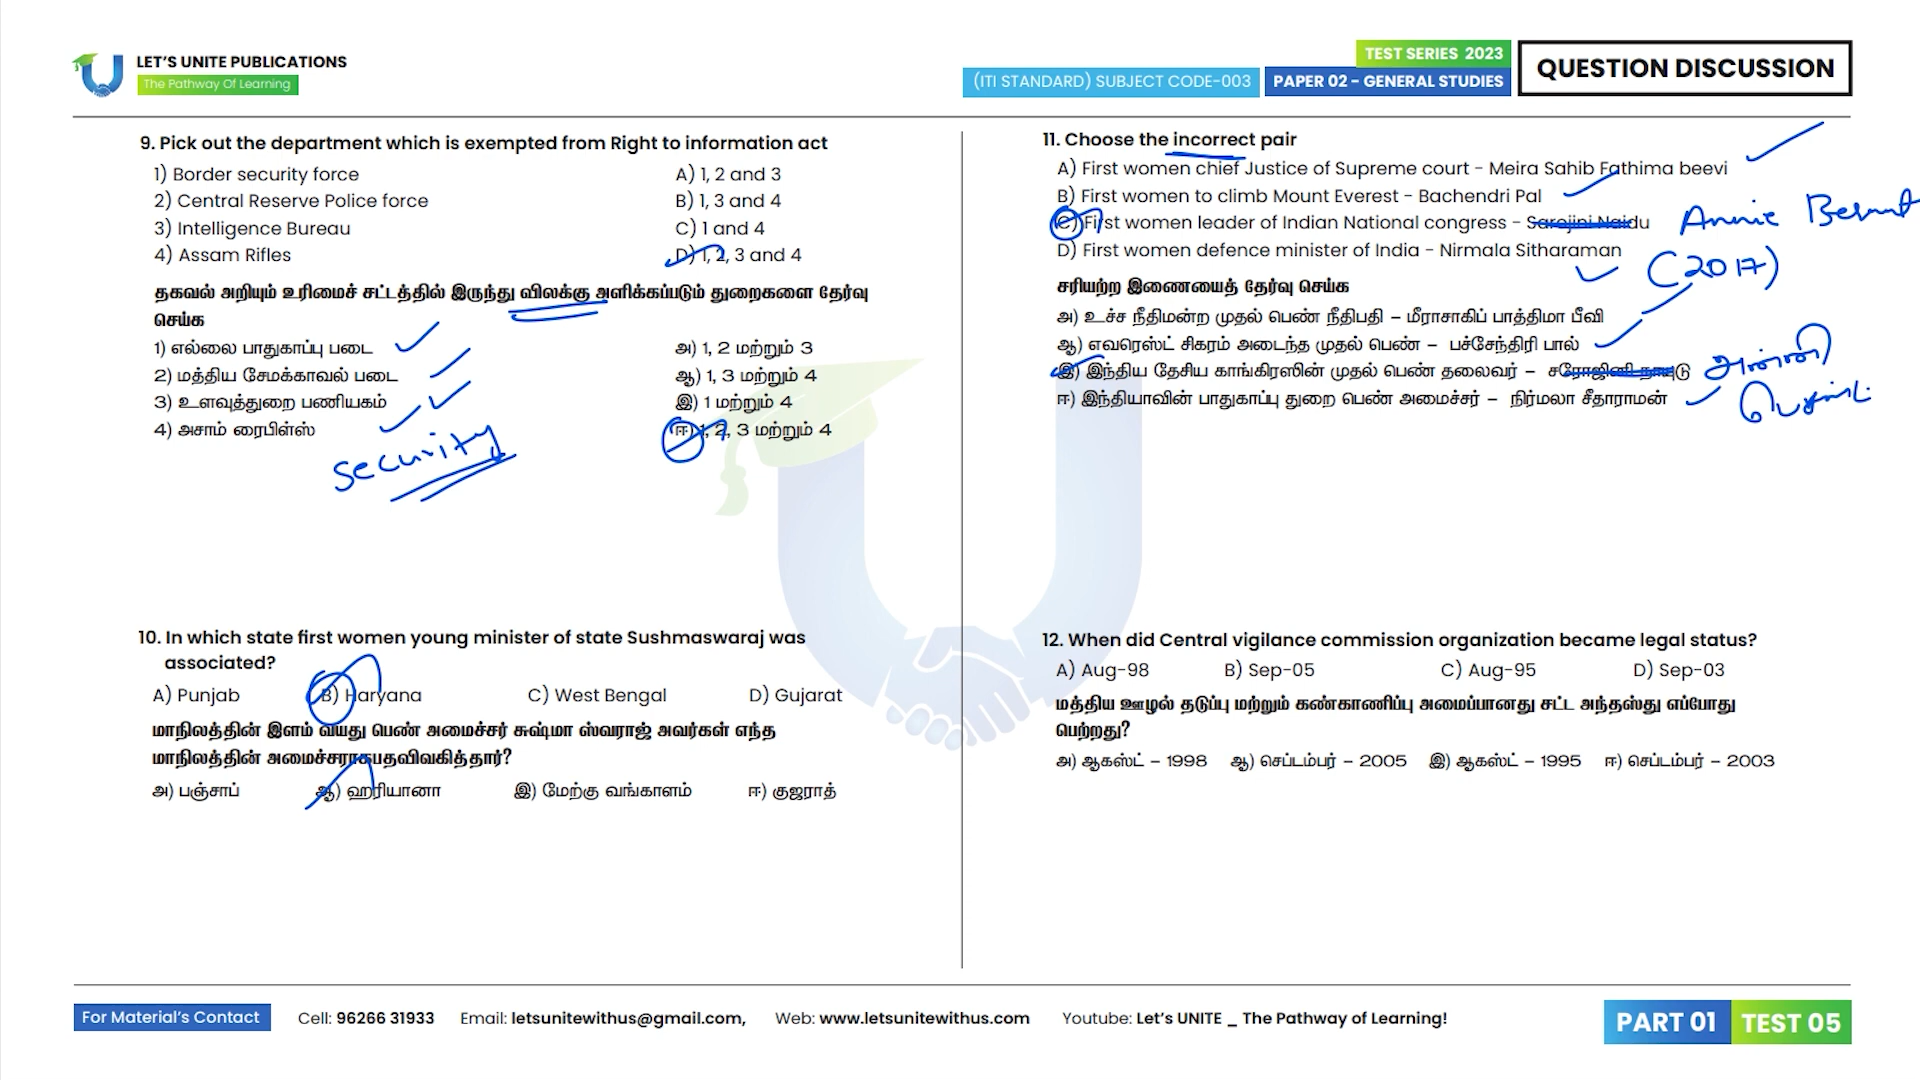 LET'S UNITE PUBLICATIONS
The Pathway Of Learning
TEST SERIES 2023
(ITI STANDARD) SUBJECT CODE-003
PAPER 02 - GENERAL STUDIES
QUESTION DISCUSSION
9. Pick out the department which is exempted from Right to information act
1) Border security force
A) 1, 2 and 3
2) Central Reserve Police force
B) 1, 3 and 4
3) Intelligence Bureau
C) 1 and 4
4) Assam Rifles
D) 1, 2, 3 and 4
தகவல் அறியும் உரிமைச் சட்டத்தில் இருந்து விலக்கு அளிக்கப்படும் துறைகளை தேர்வு
செய்க
1) எல்லை பாதுகாப்பு படை
அ) 1, 2 மற்றும் 3
2) மத்திய சேமக்காவல் படை
ஆ) 1, 3 மற்றும் 4
3) உளவுத்துறை பணியகம்
இ) 1 மற்றும் 4
4) அசாம் ரைபிள்ஸ்
ஈ) 1, 2, 3 மற்றும் 4
security
10. In which state first women young minister of state Sushmaswaraj was
associated?
A) Punjab B) Haryana C) West Bengal D) Gujarat
மாநிலத்தின் இளம் வயது பெண் அமைச்சர் சுஷ்மா ஸ்வராஜ் அவர்கள் எந்த
மாநிலத்தின் அமைச்சராகபதவிவகித்தார்?
அ) பஞ்சாப் ஆ) ஹரியானா இ) மேற்கு வங்காளம் ஈ) குஜராத்
11. Choose the incorrect pair
A) First women chief Justice of Supreme court - Meira Sahib Fathima beevi
B) First women to climb Mount Everest - Bachendri Pal
C) First women leader of Indian National congress - Sarojini Naidu
Annie Besant
D) First women defence minister of India - Nirmala Sitharaman
(2017)
சரியற்ற இணையைத் தேர்வு செய்க
அ) உச்ச நீதிமன்ற முதல் பெண் நீதிபதி – மீராசாகிப் பாத்திமா பீவி
ஆ) எவரெஸ்ட் சிகரம் அடைந்த முதல் பெண் – பச்சேந்திரி பால்
இ) இந்திய தேசிய காங்கிரஸின் முதல் பெண் தலைவர் – சரோஜினி நாயுடு
அன்னி
ஈ) இந்தியாவின் பாதுகாப்பு துறை பெண் அமைச்சர் – நிர்மலா சீதாராமன்
12. When did Central vigilance commission organization became legal status?
A) Aug-98 B) Sep-05 C) Aug-95 D) Sep-03
மத்திய ஊழல் தடுப்பு மற்றும் கண்காணிப்பு அமைப்பானது சட்ட அந்தஸ்து எப்போது
பெற்றது?
அ) ஆகஸ்ட் – 1998 ஆ) செப்டம்பர் – 2005 இ) ஆகஸ்ட் – 1995 ஈ) செப்டம்பர் – 2003
For Material's Contact
Cell: 96266 31933 Email: letsunitewithus@gmail.com, Web: www.letsunitewithus.com Youtube: Let's UNITE _ The Pathway of Learning!
PART 01 TEST 05